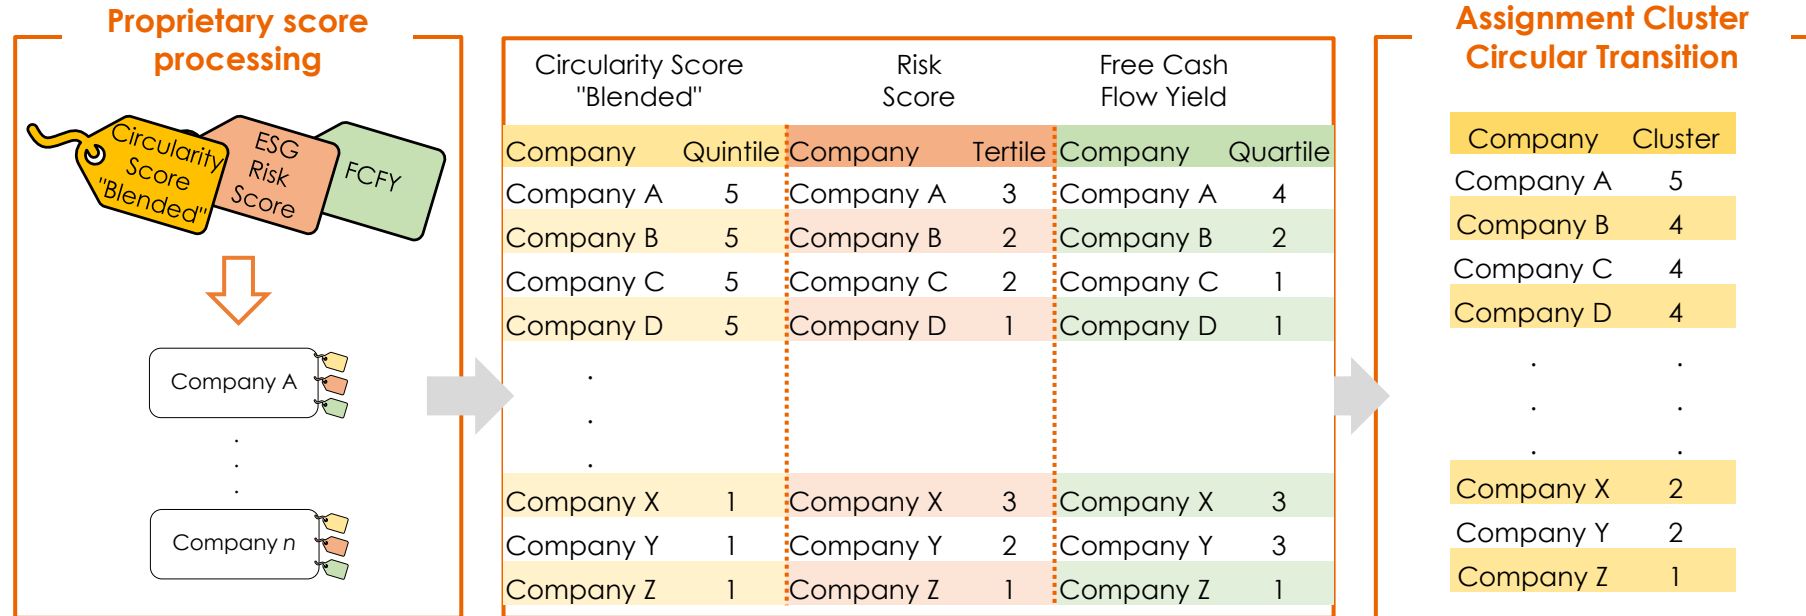 Proprietary score
processing
Circularity
Score
"Blended"
ESG
Risk
Score
FCFY
Company A
.
.
.
Company n
Circularity Score
"Blended"
Risk
Score
Free Cash
Flow Yield
Company Quintile Company Tertile Company Quartile
Company A 5 Company A 3 Company A 4
Company B 5 Company B 2 Company B 2
Company C 5 Company C 2 Company C 1
Company D 5 Company D 1 Company D 1
.
.
.
Company X 1 Company X 3 Company X 3
Company Y 1 Company Y 2 Company Y 3
Company Z 1 Company Z 1 Company Z 1
Assignment Cluster
Circular Transition
Company Cluster
Company A 5
Company B 4
Company C 4
Company D 4
. .
. .
. .
Company X 2
Company Y 2
Company Z 1